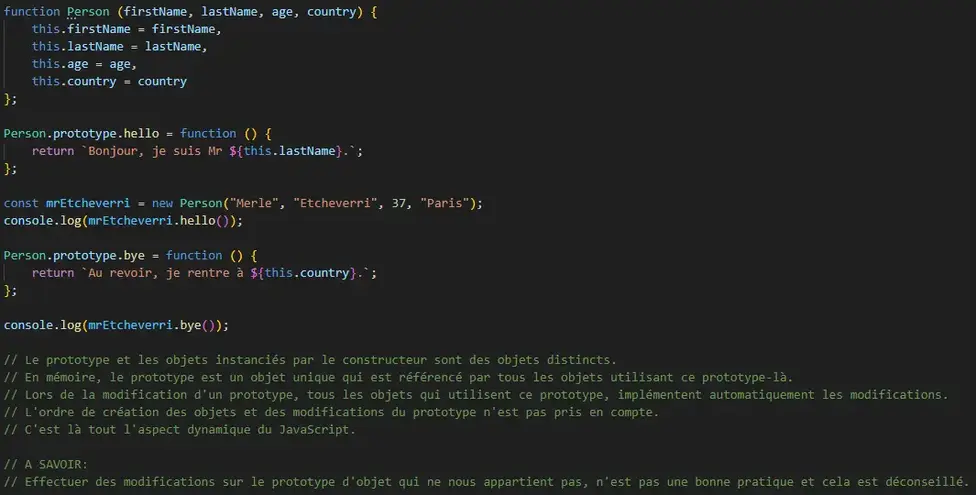 function Person (firstName, lastName, age, country) {
    this.firstName = firstName,
    this.lastName = lastName,
    this.age = age,
    this.country = country
};

Person.prototype.hello = function () {
    return `Bonjour, je suis Mr ${this.lastName}.`;
};

const mrEtcheverri = new Person("Merle", "Etcheverri", 37, "Paris");
console.log(mrEtcheverri.hello());

Person.prototype.bye = function () {
    return `Au revoir, je rentre à ${this.country}.`;
};

console.log(mrEtcheverri.bye());

// Le prototype et les objets instanciés par le constructeur sont des objets distincts.
// En mémoire, le prototype est un objet unique qui est référencé par tous les objets utilisant ce prototype-là.
// Lors de la modification d'un prototype, tous les objets qui utilisent ce prototype, implémentent automatiquement les modifications.
// L'ordre de création des objets et des modifications du prototype n'est pas pris en compte.
// C'est là tout l'aspect dynamique du JavaScript.

// A SAVOIR:
// Effectuer des modifications sur le prototype d'objet qui ne nous appartient pas, n'est pas une bonne pratique et cela est déconseillé.